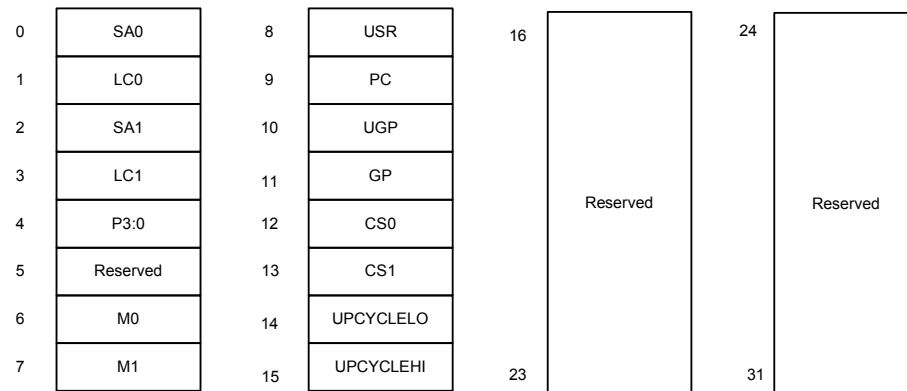 0 SA0 8 USR 16 24
1 LC0 9 PC
2 SA1 10 UGP
3 LC1 11 GP Reserved Reserved
4 P3:0 12 CS0
5 Reserved 13 CS1
6 M0 14 UPCYCLELO
7 M1 15 UPCYCLEHI 23 31